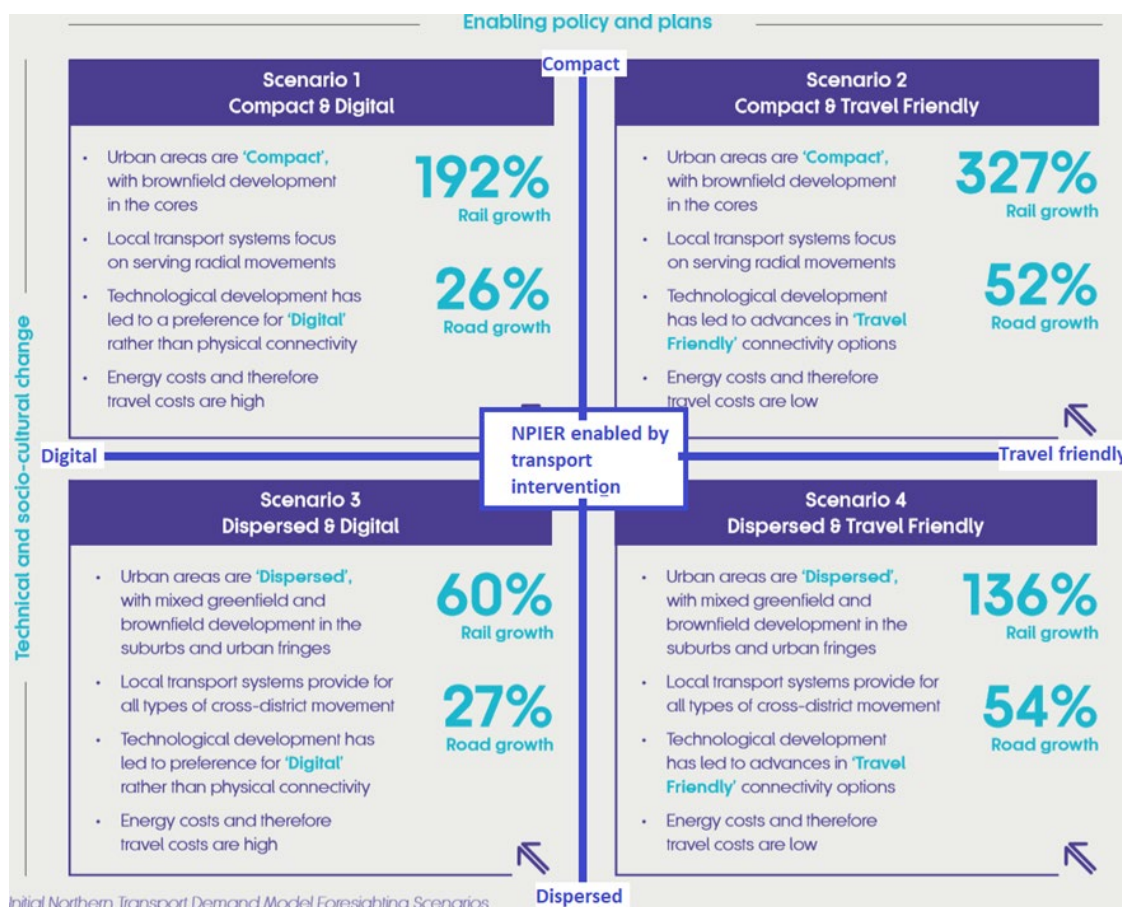 Enabling policy and plans
Compact
Scenario 1
Compact & Digital
• Urban areas are 'Compact',
with brownfield development
in the cores
• Local transport systems focus
on serving radial movements
• Technological development has
led to a preference for 'Digital'
rather than physical connectivity
• Energy costs and therefore
travel costs are high
192%
Rail growth
26%
Road growth
Scenario 2
Compact & Travel Friendly
• Urban areas are 'Compact',
with brownfield development
in the cores
• Local transport systems focus
on serving radial movements
• Technological development
has led to advances in 'Travel
Friendly' connectivity options
• Energy costs and therefore
travel costs are low
327%
Rail growth
52%
Road growth
Technical and socio-cultural change
Digital
NPIER enabled by
transport
intervention
Travel friendly
Scenario 3
Dispersed & Digital
• Urban areas are 'Dispersed',
with mixed greenfield and
brownfield development in the
suburbs and urban fringes
• Local transport systems provide for
all types of cross-district movement
• Technological development has
led to preference for 'Digital'
rather than physical connectivity
• Energy costs and therefore
travel costs are high
60%
Rail growth
27%
Road growth
Scenario 4
Dispersed & Travel Friendly
• Urban areas are 'Dispersed',
with mixed greenfield and
brownfield development in the
suburbs and urban fringes
• Local transport systems provide for
all types of cross-district movement
• Technological development
has led to advances in 'Travel
Friendly' connectivity options
• Energy costs and therefore
travel costs are low
136%
Rail growth
54%
Road growth
Dispersed
Initial Northern Transport Demand Model Foresighting Scenarios